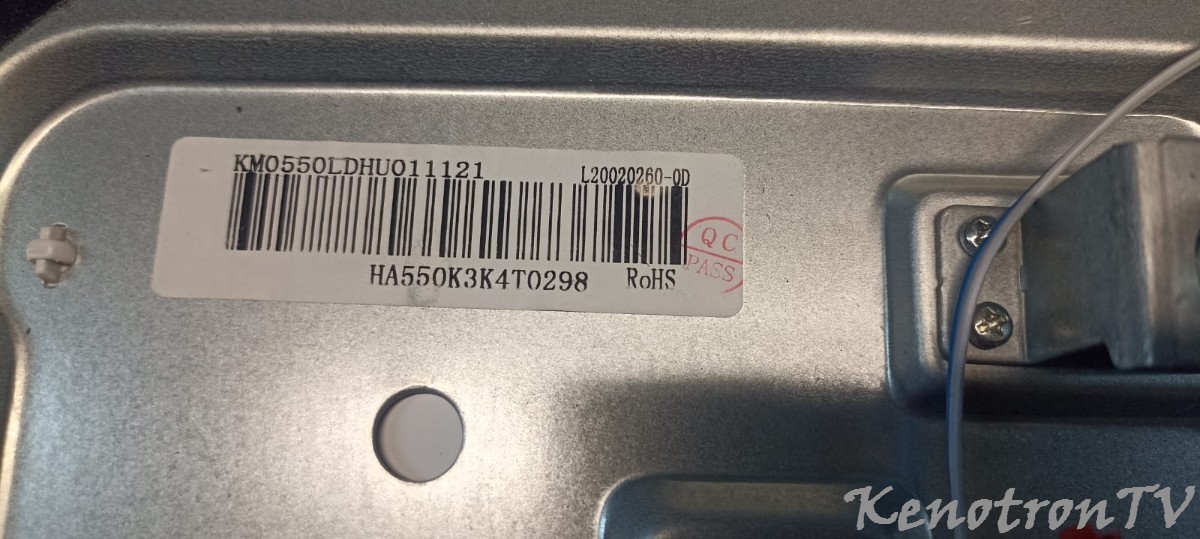 KM0550LDHU011121
L20020260-0D
HA550K3K4T0298
RoHS
QC
PASS
KenotronTV